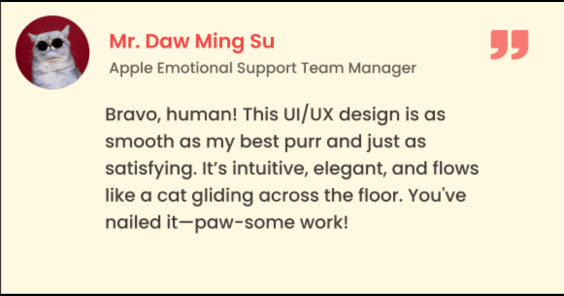 Mr. Daw Ming Su
Apple Emotional Support Team Manager
Bravo, human! This UI/UX design is as
smooth as my best purr and just as
satisfying. It’s intuitive, elegant, and flows
like a cat gliding across the floor. You've
nailed it—paw-some work!